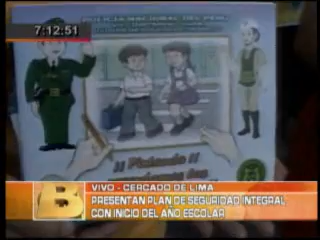 7:12:51
POLICIA NACIONAL DEL PERU
¡¡ Pintando !!
B
VIVO - CERCADO DE LIMA
PRESENTAN PLAN DE SEGURIDAD INTEGRAL
CON INICIO DEL AÑO ESCOLAR